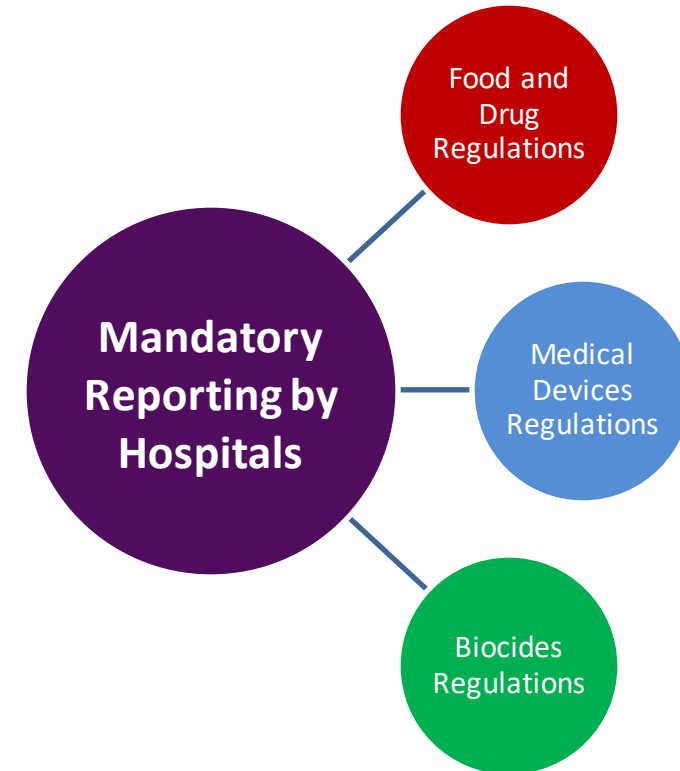 Food and
Drug
Regulations
Mandatory
Reporting by
Hospitals
Medical
Devices
Regulations
Biocides
Regulations